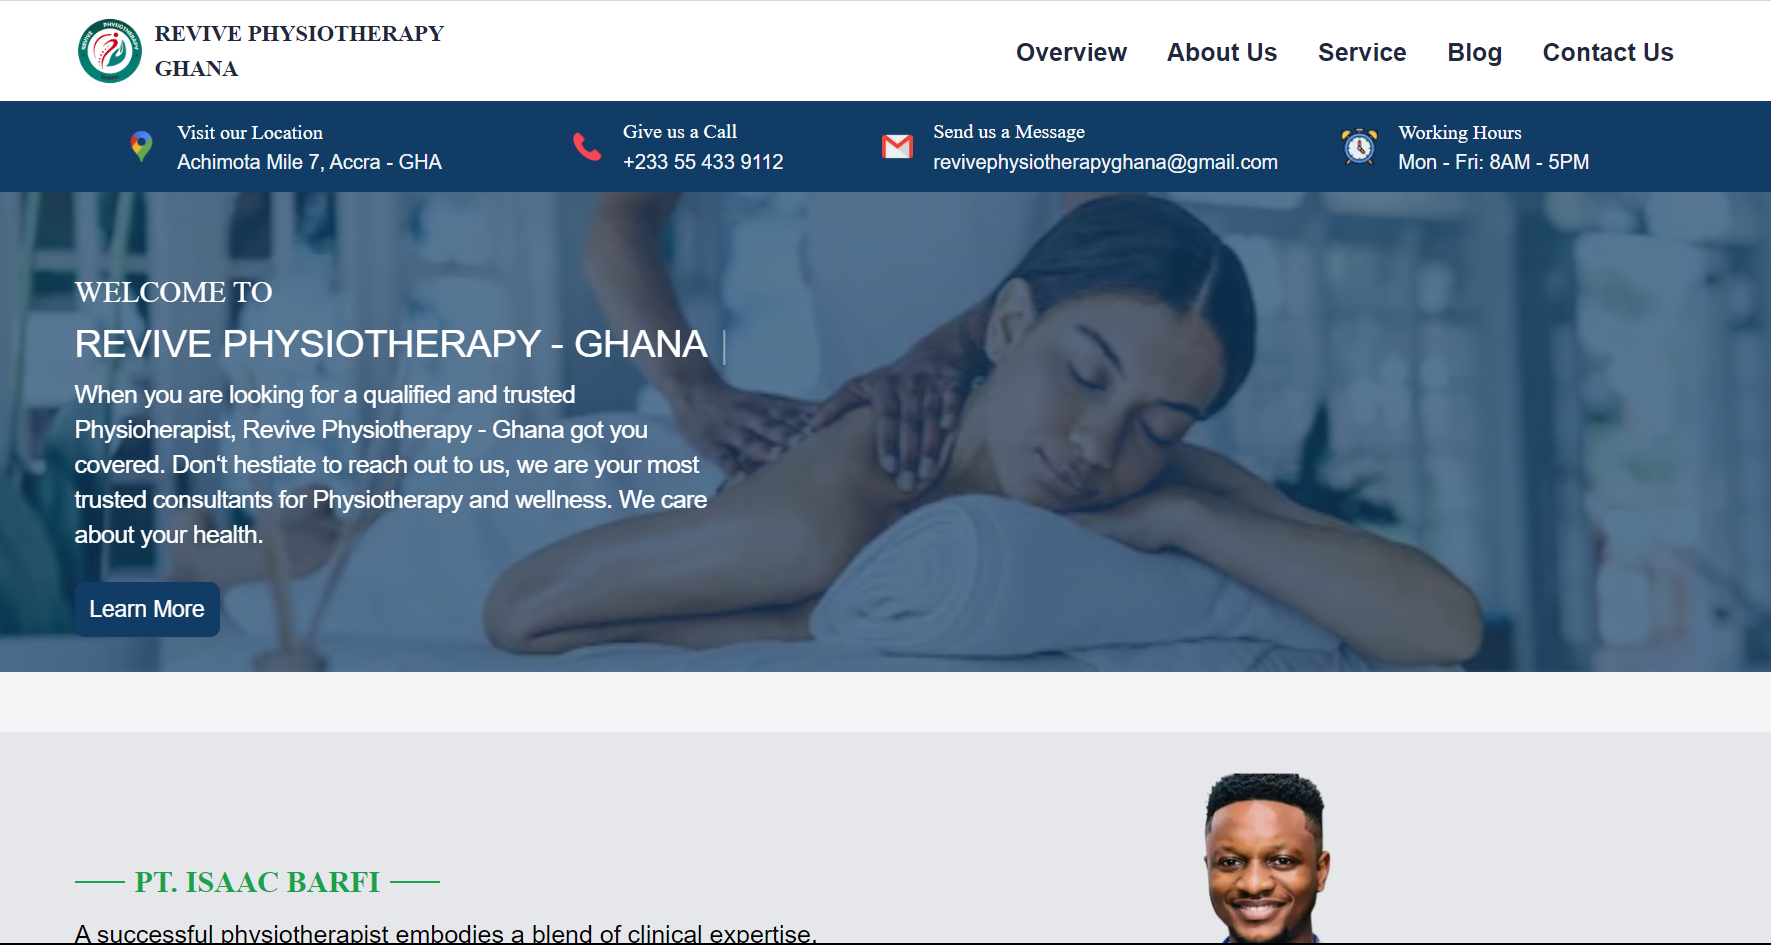 REVIVE PHYSIOTHERAPY
GHANA
REVIVE PHYSIOTHERAPY
GHANA
Overview
About Us
Service
Blog
Contact Us
Visit our Location
Achimota Mile 7, Accra - GHA
Give us a Call
+233 55 433 9112
Send us a Message
revivephysiotherapyghana@gmail.com
Working Hours
Mon - Fri: 8AM - 5PM
WELCOME TO
REVIVE PHYSIOTHERAPY - GHANA |
When you are looking for a qualified and trusted
Physioherapist, Revive Physiotherapy - Ghana got you
covered. Don‘t hestiate to reach out to us, we are your most
trusted consultants for Physiotherapy and wellness. We care
about your health.
Learn More
PT. ISAAC BARFI
A successful physiotherapist embodies a blend of clinical expertise,